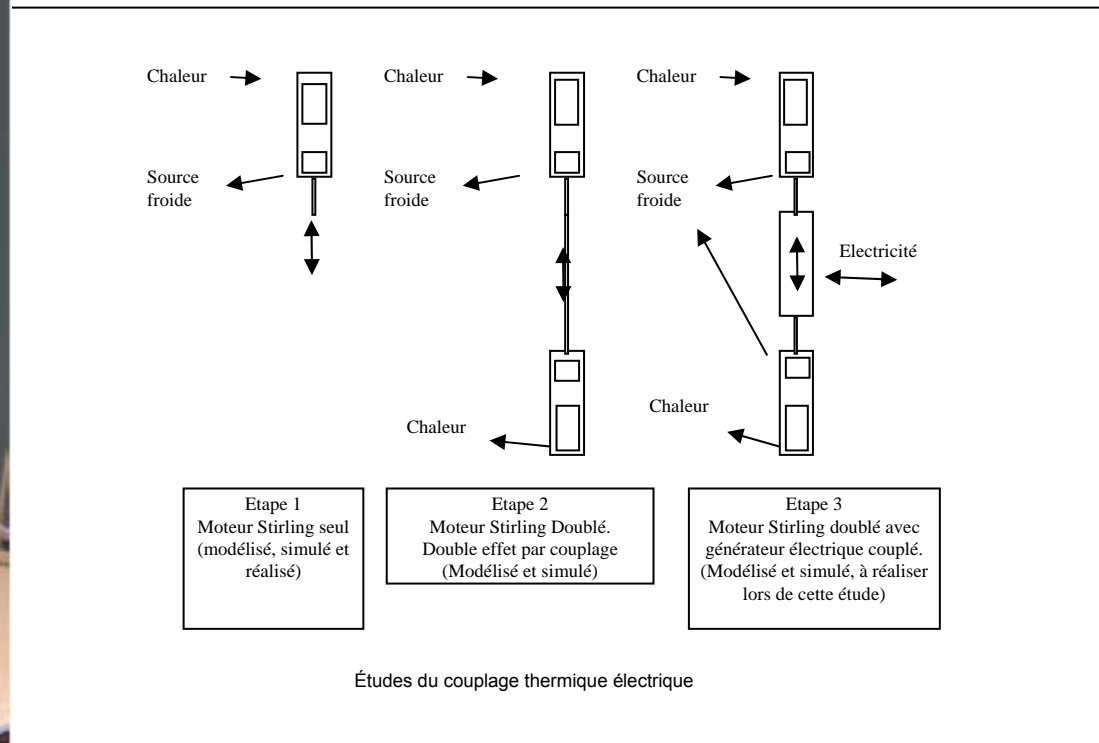 Chaleur
Source
froide
Chaleur
Source
froide
Chaleur
Chaleur
Source
froide
Electricité
Chaleur
Etape 1
Moteur Stirling seul
(modélisé, simulé et
réalisé)
Etape 2
Moteur Stirling Doublé.
Double effet par couplage
(Modélisé et simulé)
Etape 3
Moteur Stirling doublé avec
générateur électrique couplé.
(Modélisé et simulé, à réaliser
lors de cette étude)
Études du couplage thermique électrique